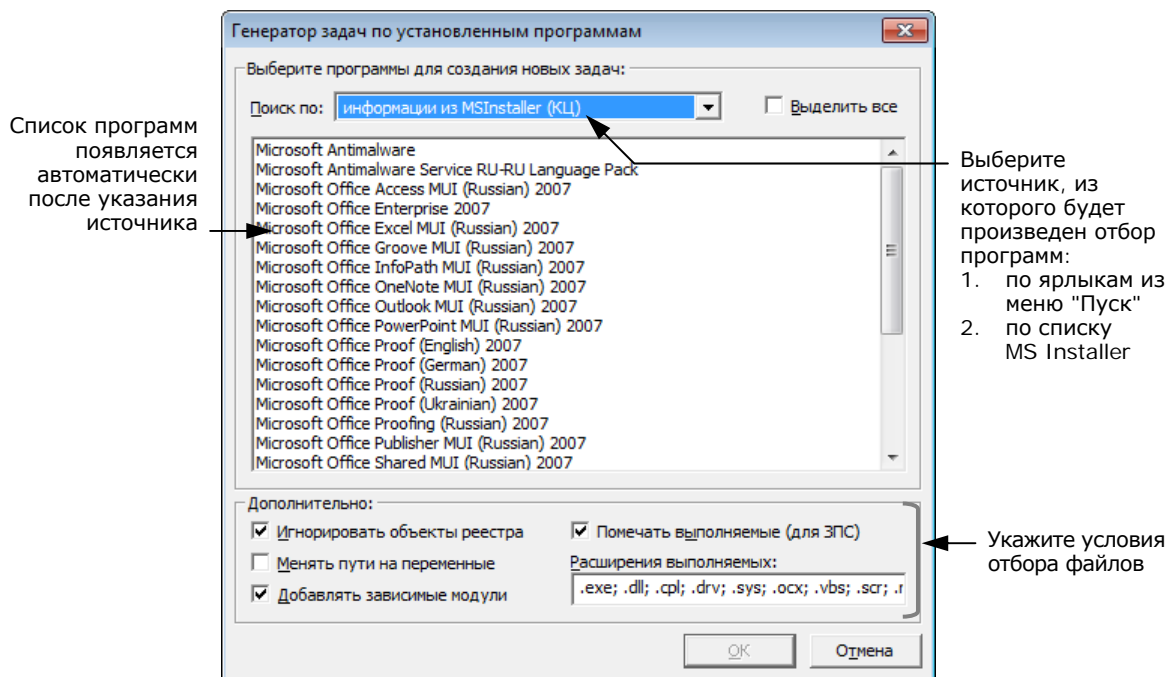 Генератор задач по установленным программам
Выберите программы для создания новых задач:
Поиск по: информации из MSInstaller (КЦ) Выделить все
Список программ
появляется
автоматически
после указания
источника
Microsoft Antimalware
Microsoft Antimalware Service RU-RU Language Pack
Microsoft Office Access MUI (Russian) 2007
Microsoft Office Enterprise 2007
Microsoft Office Excel MUI (Russian) 2007
Microsoft Office Groove MUI (Russian) 2007
Microsoft Office InfoPath MUI (Russian) 2007
Microsoft Office OneNote MUI (Russian) 2007
Microsoft Office Outlook MUI (Russian) 2007
Microsoft Office PowerPoint MUI (Russian) 2007
Microsoft Office Proof (English) 2007
Microsoft Office Proof (German) 2007
Microsoft Office Proof (Russian) 2007
Microsoft Office Proof (Ukrainian) 2007
Microsoft Office Proofing (Russian) 2007
Microsoft Office Publisher MUI (Russian) 2007
Microsoft Office Shared MUI (Russian) 2007
Выберите
источник, из
которого будет
произведен отбор
программ:
1. по ярлыкам из
меню "Пуск"
2. по списку
MS Installer
Дополнительно:
Игнорировать объекты реестра Помечать выполняемые (для ЗПС)
Менять пути на переменные Расширения выполняемых:
Добавлять зависимые модули .exe; .dll; .cpl; .drv; .sys; .ocx; .vbs; .scr;
Укажите условия
отбора файлов
OK Отмена